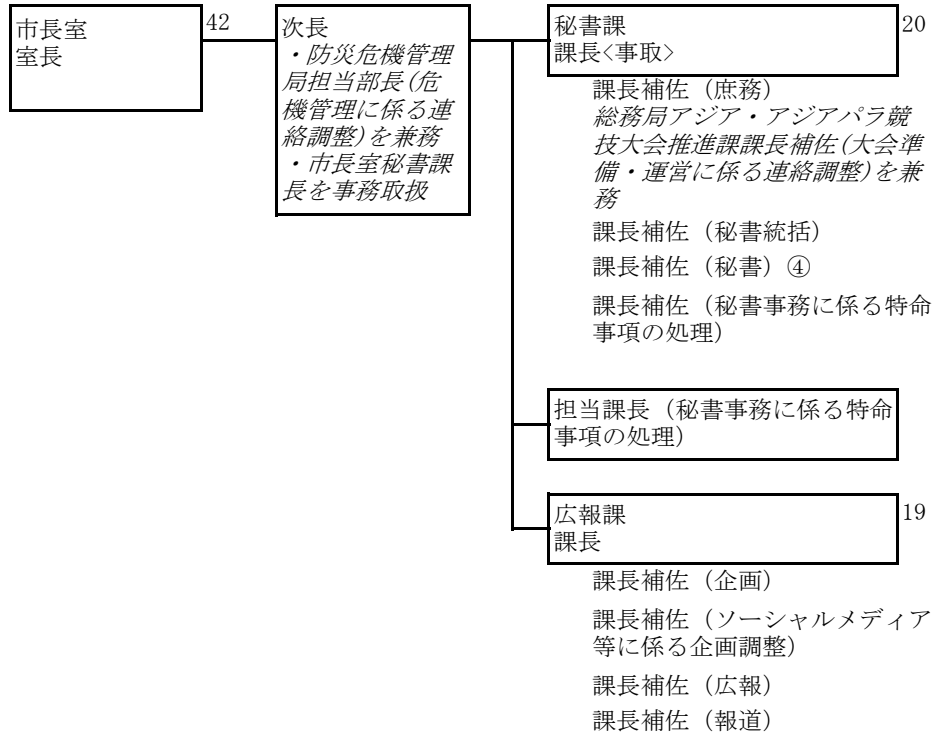 市長室
室長
42
次長
・防災危機管理
局担当部長(危
機管理に係る連
絡調整)を兼務
・市長室秘書課
長を事務取扱
秘書課
課長<事取>
20
課長補佐（庶務）
総務局アジア・アジアパラ競
技大会推進課課長補佐(大会準
備・運営に係る連絡調整)を兼
務
課長補佐（秘書統括）
課長補佐（秘書）④
課長補佐（秘書事務に係る特命
事項の処理）
担当課長（秘書事務に係る特命
事項の処理）
広報課
課長
19
課長補佐（企画）
課長補佐（ソーシャルメディア
等に係る企画調整）
課長補佐（広報）
課長補佐（報道）